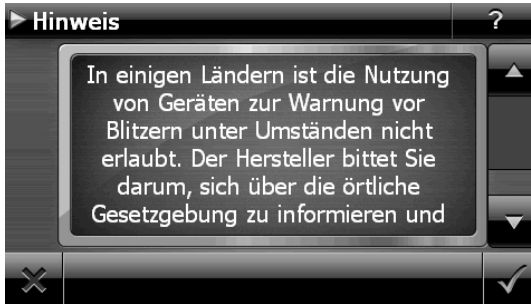 Hinweis ?
In einigen Ländern ist die Nutzung
von Geräten zur Warnung vor
Blitzern unter Umständen nicht
erlaubt. Der Hersteller bittet Sie
darum, sich über die örtliche
Gesetzgebung zu informieren und